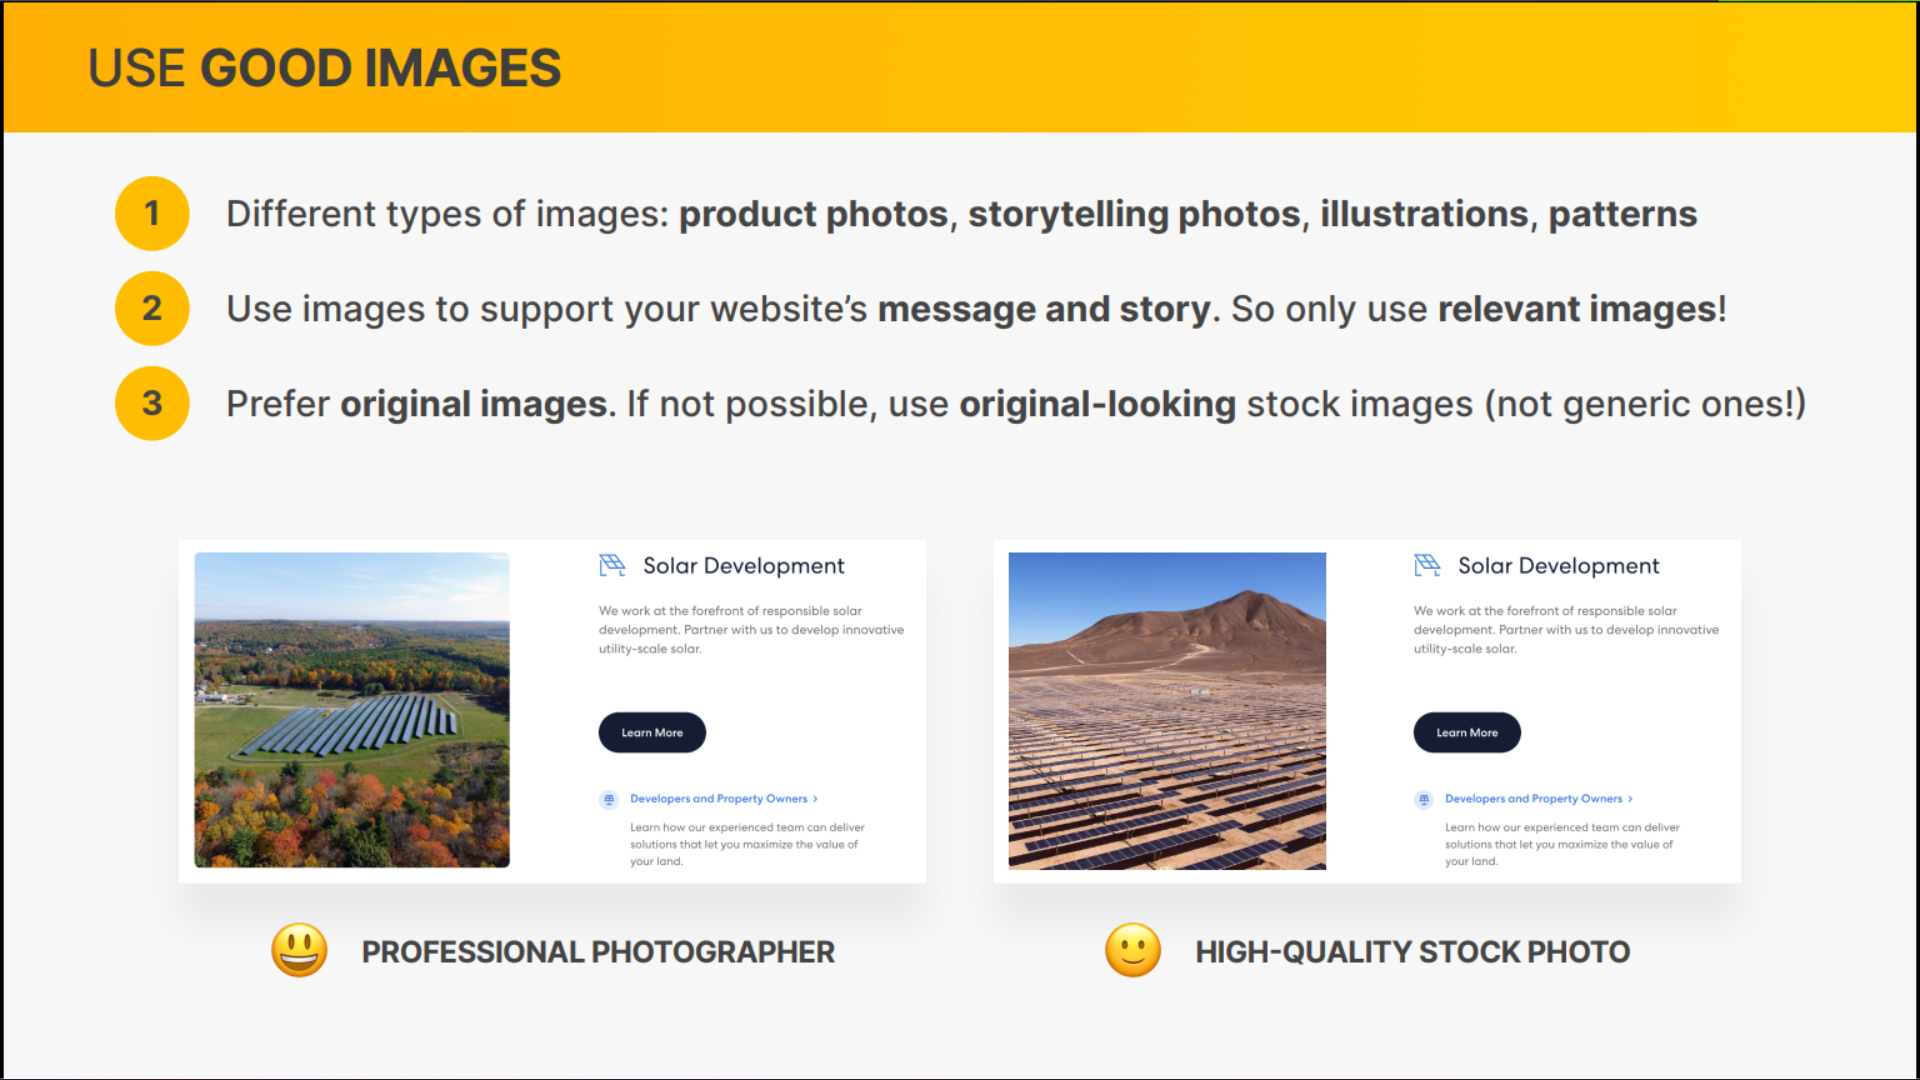 USE GOOD IMAGES
1 Different types of images: product photos, storytelling photos, illustrations, patterns
2 Use images to support your website’s message and story. So only use relevant images!
3 Prefer original images. If not possible, use original-looking stock images (not generic ones!)
Solar Development
We work at the forefront of responsible solar
development. Partner with us to develop innovative
utility-scale solar.
Learn More
Developers and Property Owners >
Learn how our experienced team can deliver
solutions that let you maximize the value of
your land.
PROFESSIONAL PHOTOGRAPHER
Solar Development
We work at the forefront of responsible solar
development. Partner with us to develop innovative
utility-scale solar.
Learn More
Developers and Property Owners >
Learn how our experienced team can deliver
solutions that let you maximize the value of
your land.
HIGH-QUALITY STOCK PHOTO